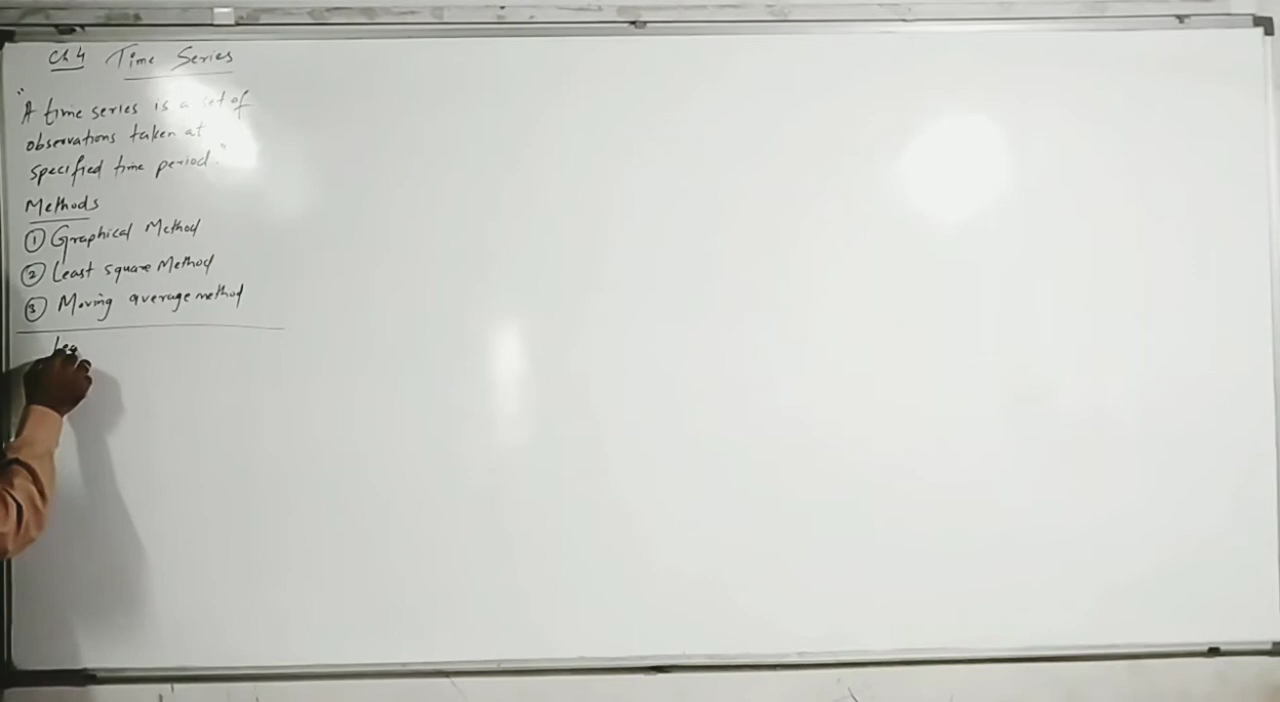 Ch 4 Time Series
"A time series is a set of
observations taken at
specified time period."
Methods
① Graphical Method
② Least square Method
③ Moving average method
Lea